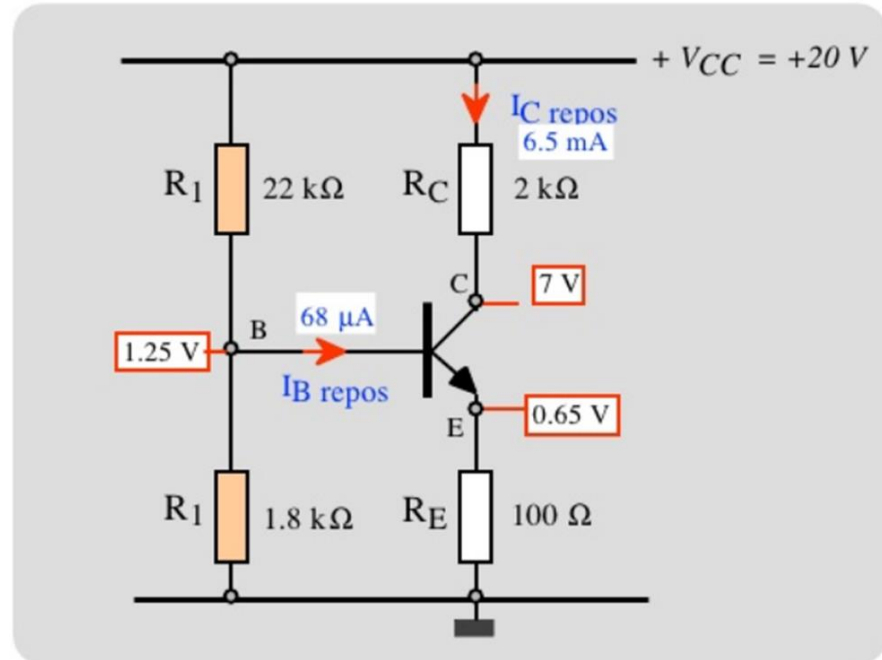 + VCC = +20 V
IC repos
6.5 mA
R1 22 kΩ
RC 2 kΩ
C
7 V
68 µA
B
1.25 V
IB repos
0.65 V
E
R1 1.8 kΩ
RE 100 Ω